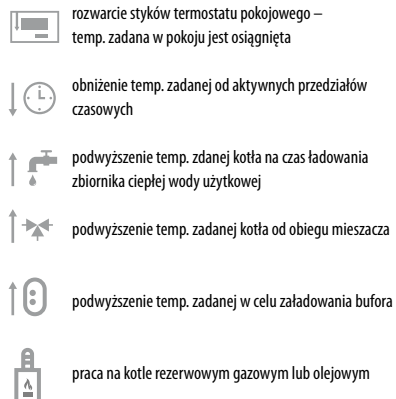 rozwarcie styków termostatu pokojowego –
temp. zadana w pokoju jest osiągnięta
obniżenie temp. zadanej od aktywnych przedziałów
czasowych
podwyższenie temp. zdanej kotła na czas ładowania
zbiornika ciepłej wody użytkowej
podwyższenie temp. zadanej kotła od obiegu mieszacza
podwyższenie temp. zadanej w celu załadowania bufora
praca na kotle rezerwowym gazowym lub olejowym